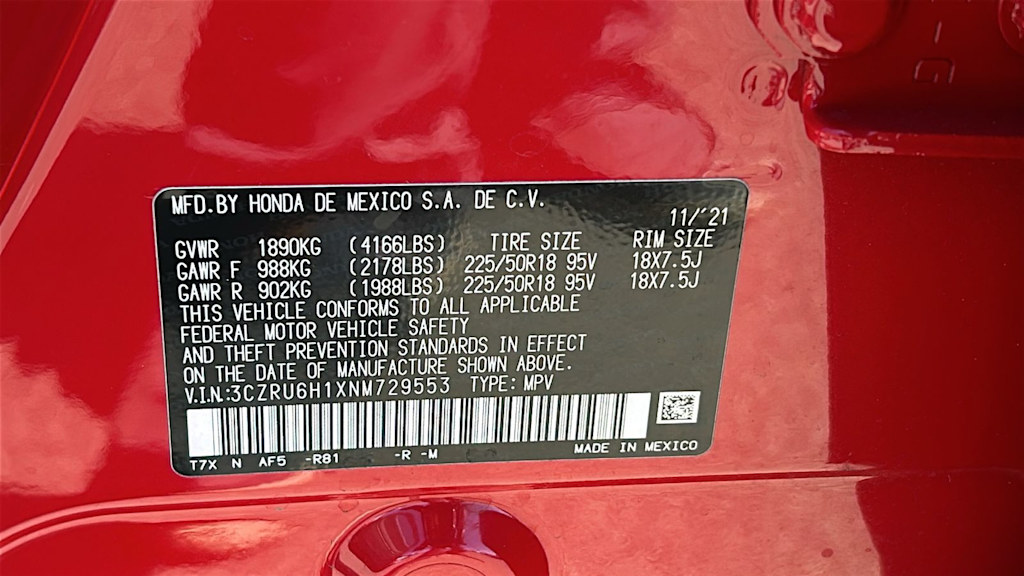 MFD.BY HONDA DE MEXICO S.A. DE C.V.
11/'21
GVWR 1890KG (4166LBS) TIRE SIZE RIM SIZE
GAWR F 988KG (2178LBS) 225/50R18 95V 18X7.5J
GAWR R 902KG (1988LBS) 225/50R18 95V 18X7.5J
THIS VEHICLE CONFORMS TO ALL APPLICABLE
FEDERAL MOTOR VEHICLE SAFETY
AND THEFT PREVENTION STANDARDS IN EFFECT
ON THE DATE OF MANUFACTURE SHOWN ABOVE.
V.I.N.:3CZRU6H1XNM729553 TYPE: MPV
T7X N AF5 -R81 -R -M MADE IN MEXICO